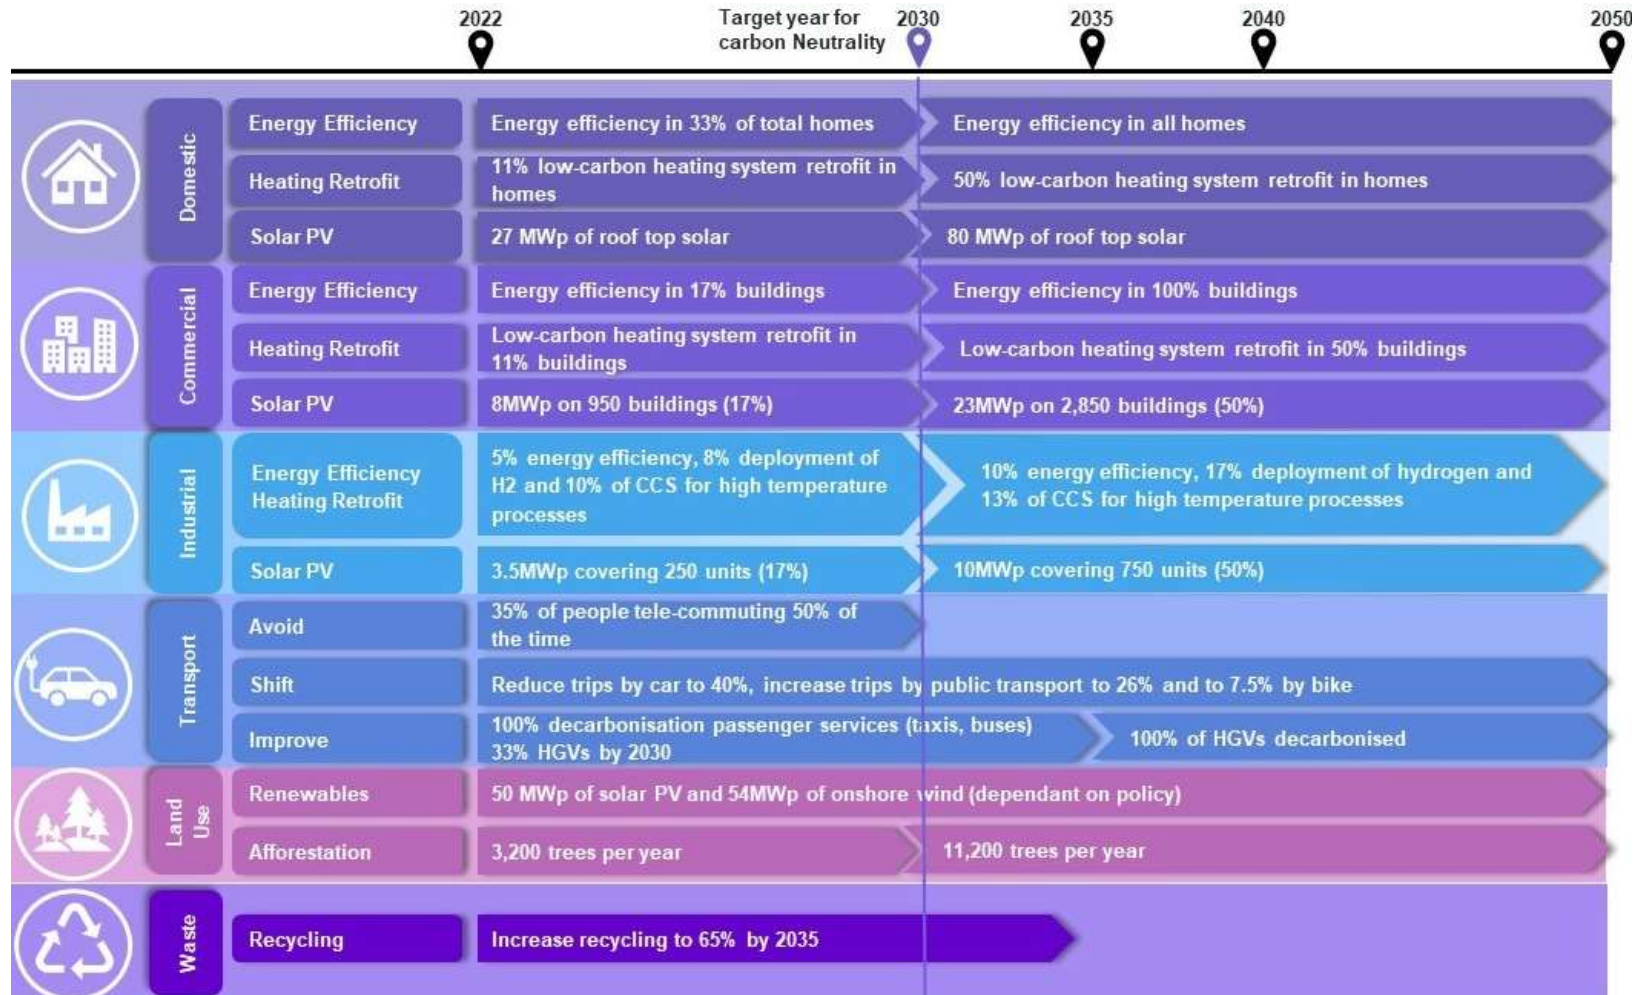 2022
Target year for
carbon Neutrality
2030
2035
2040
2050
Domestic
Energy Efficiency
Energy efficiency in 33% of total homes
Energy efficiency in all homes
Heating Retrofit
11% low-carbon heating system retrofit in
homes
50% low-carbon heating system retrofit in homes
Solar PV
27 MWp of roof top solar
80 MWp of roof top solar
Commercial
Energy Efficiency
Energy efficiency in 17% buildings
Energy efficiency in 100% buildings
Heating Retrofit
Low-carbon heating system retrofit in
11% buildings
Low-carbon heating system retrofit in 50% buildings
Solar PV
8MWp on 950 buildings (17%)
23MWp on 2,850 buildings (50%)
Industrial
Energy Efficiency
Heating Retrofit
5% energy efficiency, 8% deployment of
H2 and 10% of CCS for high temperature
processes
10% energy efficiency, 17% deployment of hydrogen and
13% of CCS for high temperature processes
Solar PV
3.5MWp covering 250 units (17%)
10MWp covering 750 units (50%)
Transport
Avoid
35% of people tele-commuting 50% of
the time
Shift
Reduce trips by car to 40%, increase trips by public transport to 26% and to 7.5% by bike
Improve
100% decarbonisation passenger services (taxis, buses)
33% HGVs by 2030
100% of HGVs decarbonised
Land
Use
Renewables
50 MWp of solar PV and 54MWp of onshore wind (dependant on policy)
Afforestation
3,200 trees per year
11,200 trees per year
Waste
Recycling
Increase recycling to 65% by 2035